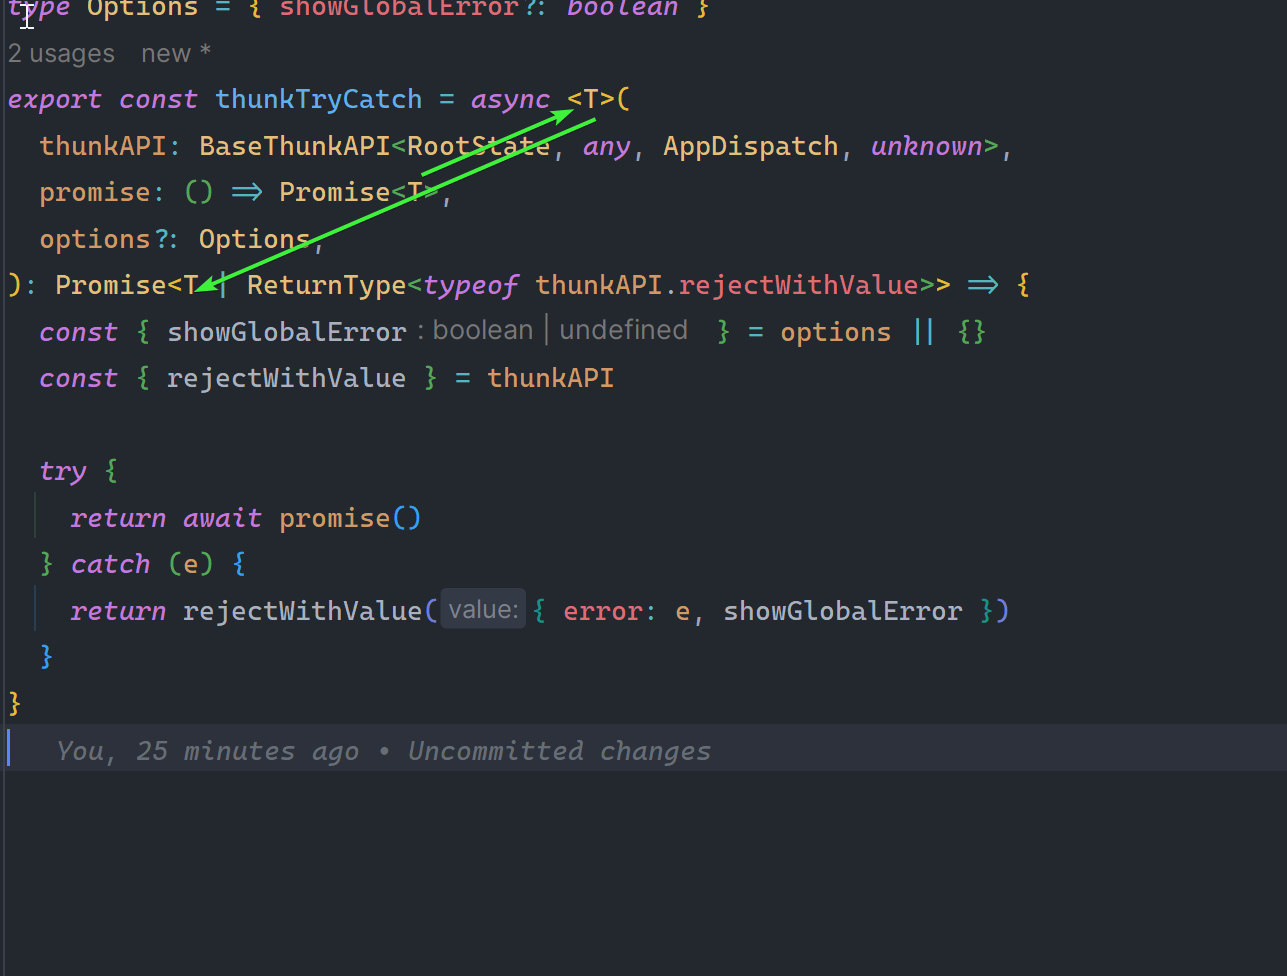 type Options = { showGlobalError?: boolean }
2 usages   new *
export const thunkTryCatch = async <T>(
  thunkAPI: BaseThunkAPI<RootState, any, AppDispatch, unknown>,
  promise: () => Promise<T>,
  options?: Options,
): Promise<T | ReturnType<typeof thunkAPI.rejectWithValue>> => {
  const { showGlobalError : boolean | undefined } = options || {}
  const { rejectWithValue } = thunkAPI
  try {
    return await promise()
  } catch (e) {
    return rejectWithValue( value: { error: e, showGlobalError })
  }
}
You, 25 minutes ago • Uncommitted changes